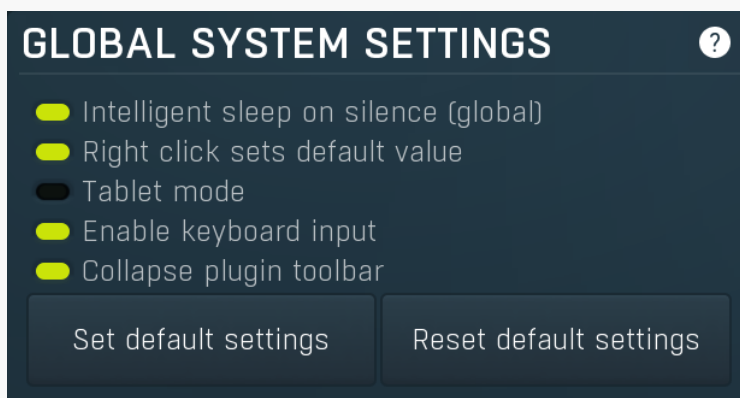 GLOBAL SYSTEM SETTINGS ?
Intelligent sleep on silence (global)
Right click sets default value
Tablet mode
Enable keyboard input
Collapse plugin toolbar
Set default settings Reset default settings